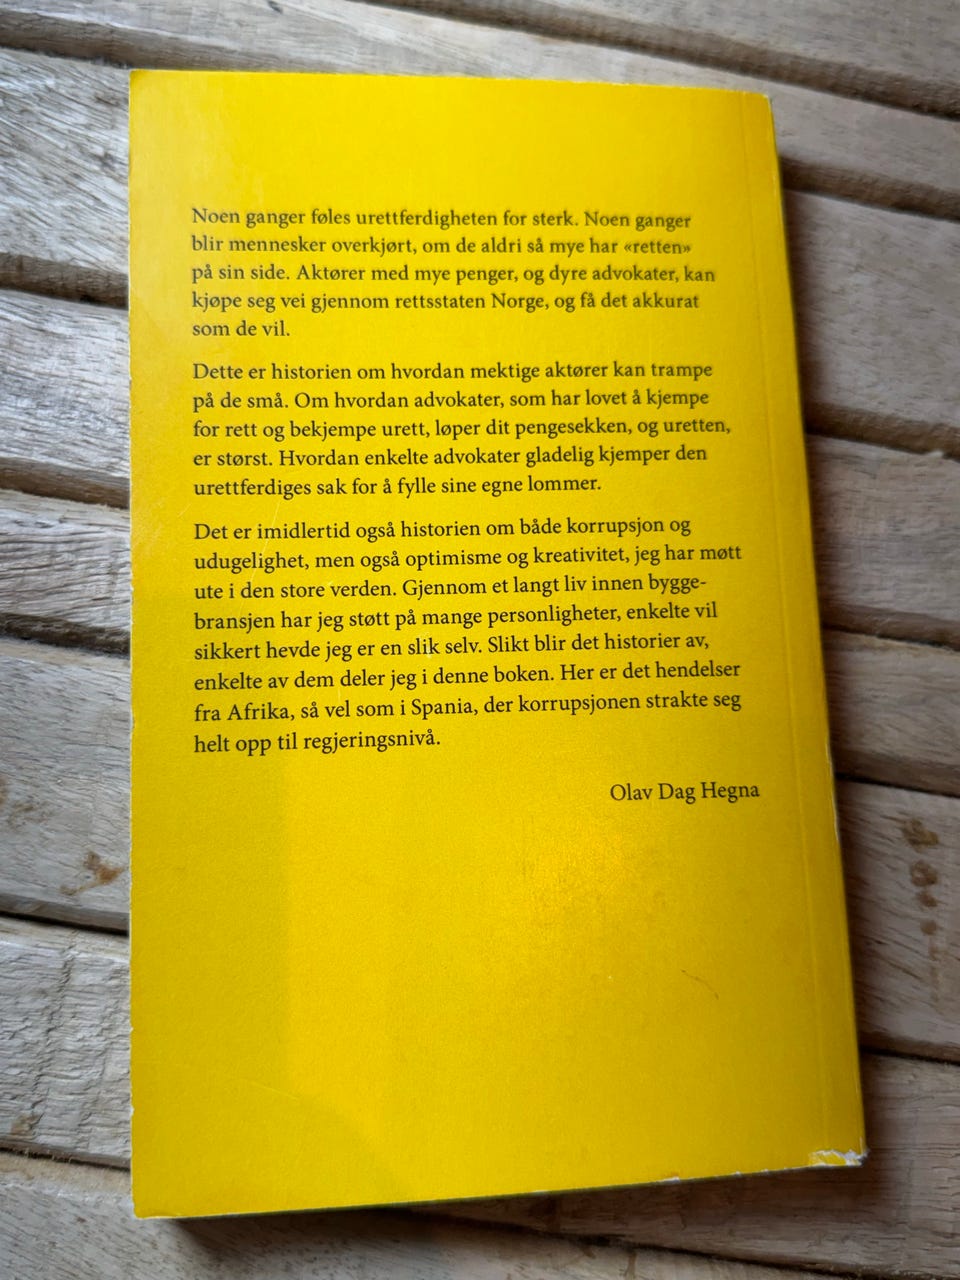 Noen ganger føles urettferdigheten for sterk. Noen ganger
blir mennesker overkjørt, om de aldri så mye har «retten»
på sin side. Aktører med mye penger, og dyre advokater, kan
kjøpe seg vei gjennom rettsstaten Norge, og få det akkurat
som de vil.
Dette er historien om hvordan mektige aktører kan trampe
på de små. Om hvordan advokater, som har lovet å kjempe
for rett og bekjempe urett, løper dit pengesekken, og uretten,
er størst. Hvordan enkelte advokater gladelig kjemper den
urettferdiges sak for å fylle sine egne lommer.
Det er imidlertid også historien om både korrupsjon og
udugelighet, men også optimisme og kreativitet, jeg har møtt
ute i den store verden. Gjennom et langt liv innen bygge-
bransjen har jeg støtt på mange personligheter, enkelte vil
sikkert hevde jeg er en slik selv. Slikt blir det historier av,
enkelte av dem deler jeg i denne boken. Her er det hendelser
fra Afrika, så vel som i Spania, der korrupsjonen strakte seg
helt opp til regjeringsnivå.
Olav Dag Hegna